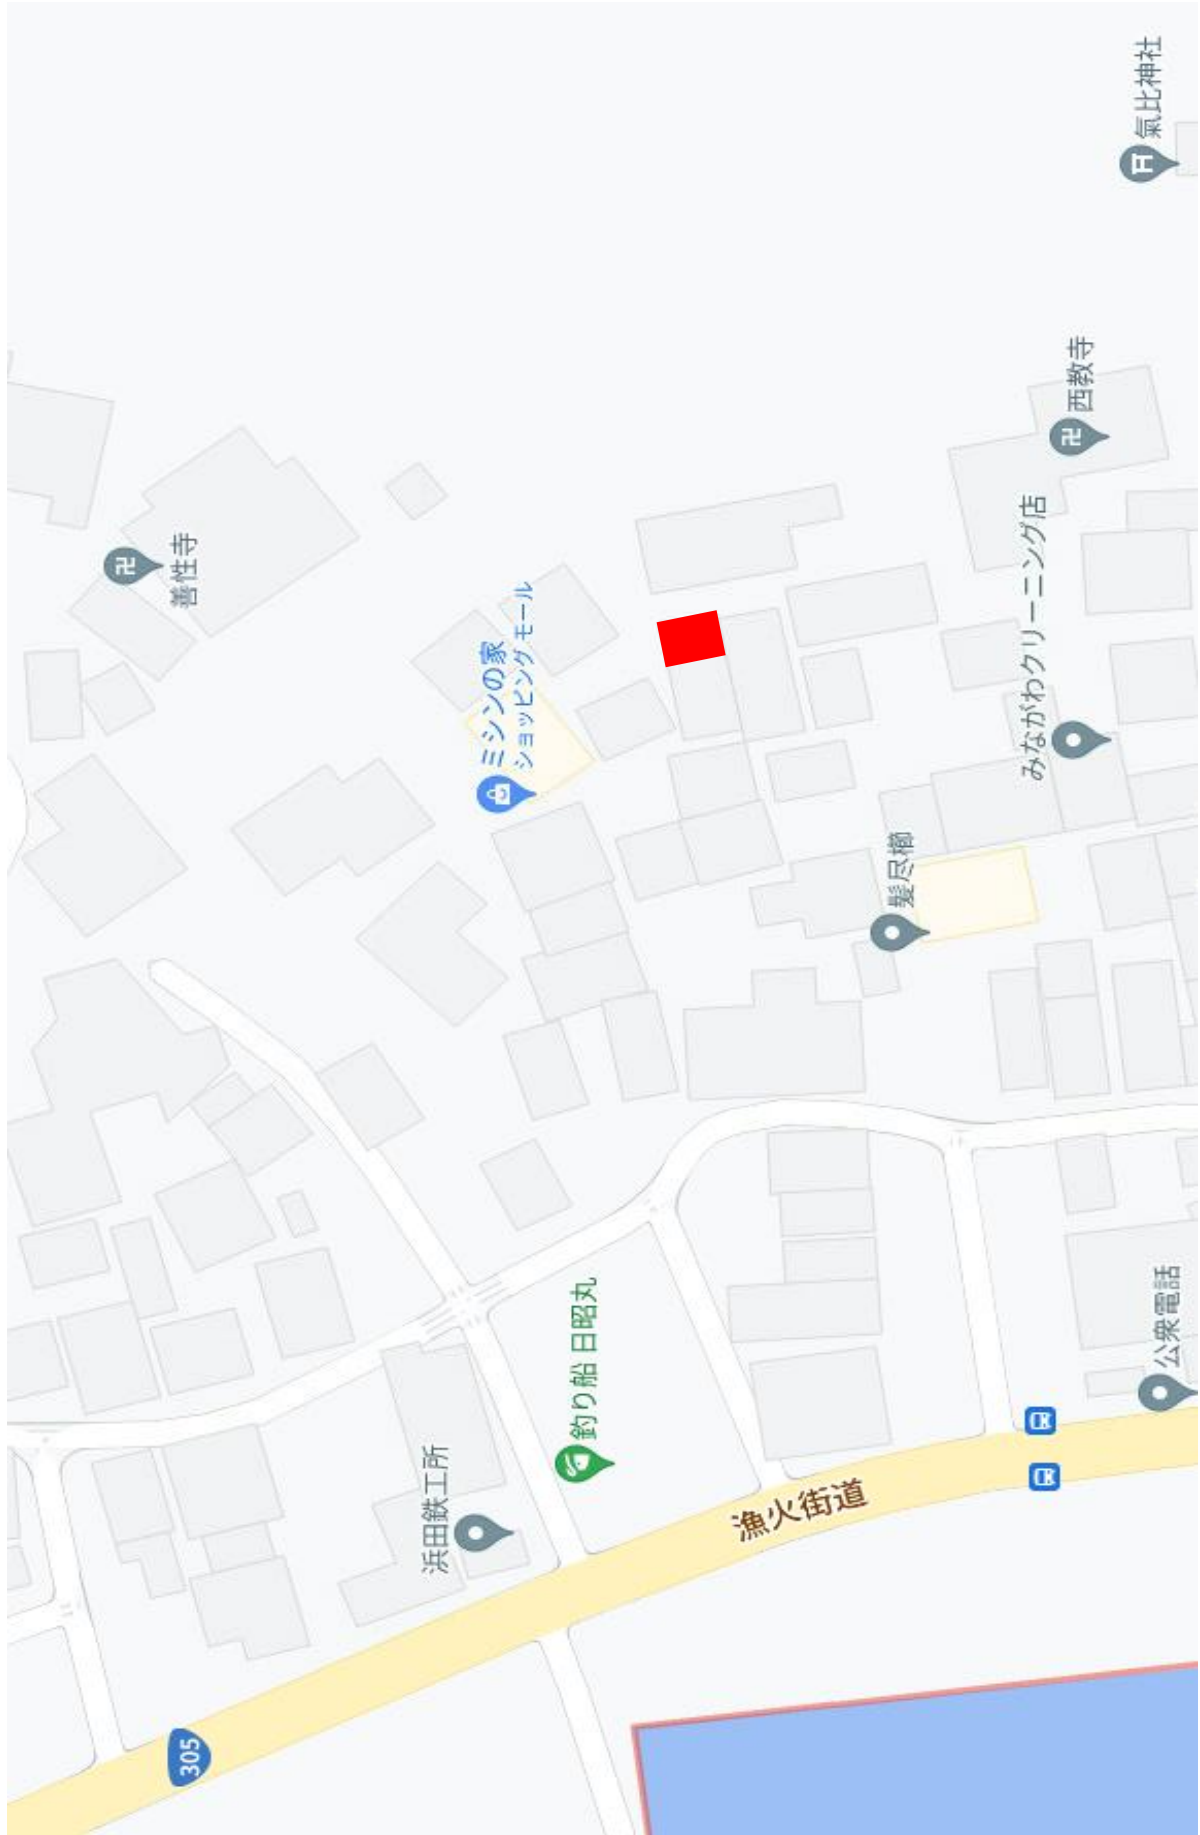 305
善性寺
浜田鉄工所
ミシンの家
ショッピング モール
釣り船 日昭丸
漁火街道
髪尽櫛
みながわクリーニング店
西教寺
氣比神社
公衆電話